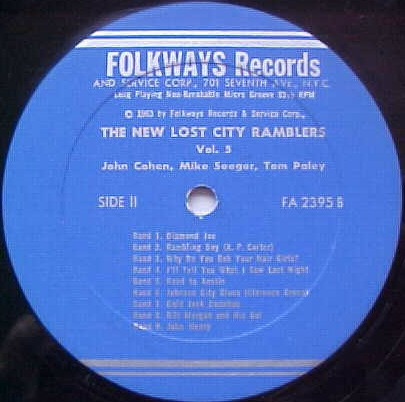 FOLKWAYS Records
AND SERVICE CORP., 701 SEVENTH AVE., N.Y.C.
Long Playing Non-Breakable Micro Groove 33⅓ RPM
© 1963 by Folkways Records & Service Corp.,
THE NEW LOST CITY RAMBLERS
Vol. 5
John Cohen, Mike Seeger, Tom Paley
SIDE II FA 2395 B
Band 1. Diamond Joe
Band 2. Rambling Boy (A. P. Carter)
Band 3. Why Do You Bob Your Hair Girls?
Band 4. I'll Tell You What I Saw Last Night
Band 5. Road to Austin
Band 6. Johnson City Blues (Clarence Greene)
Band 7. Cold Icy
Band 8. Bill Morgan and His Gal
Band 9. John Henry